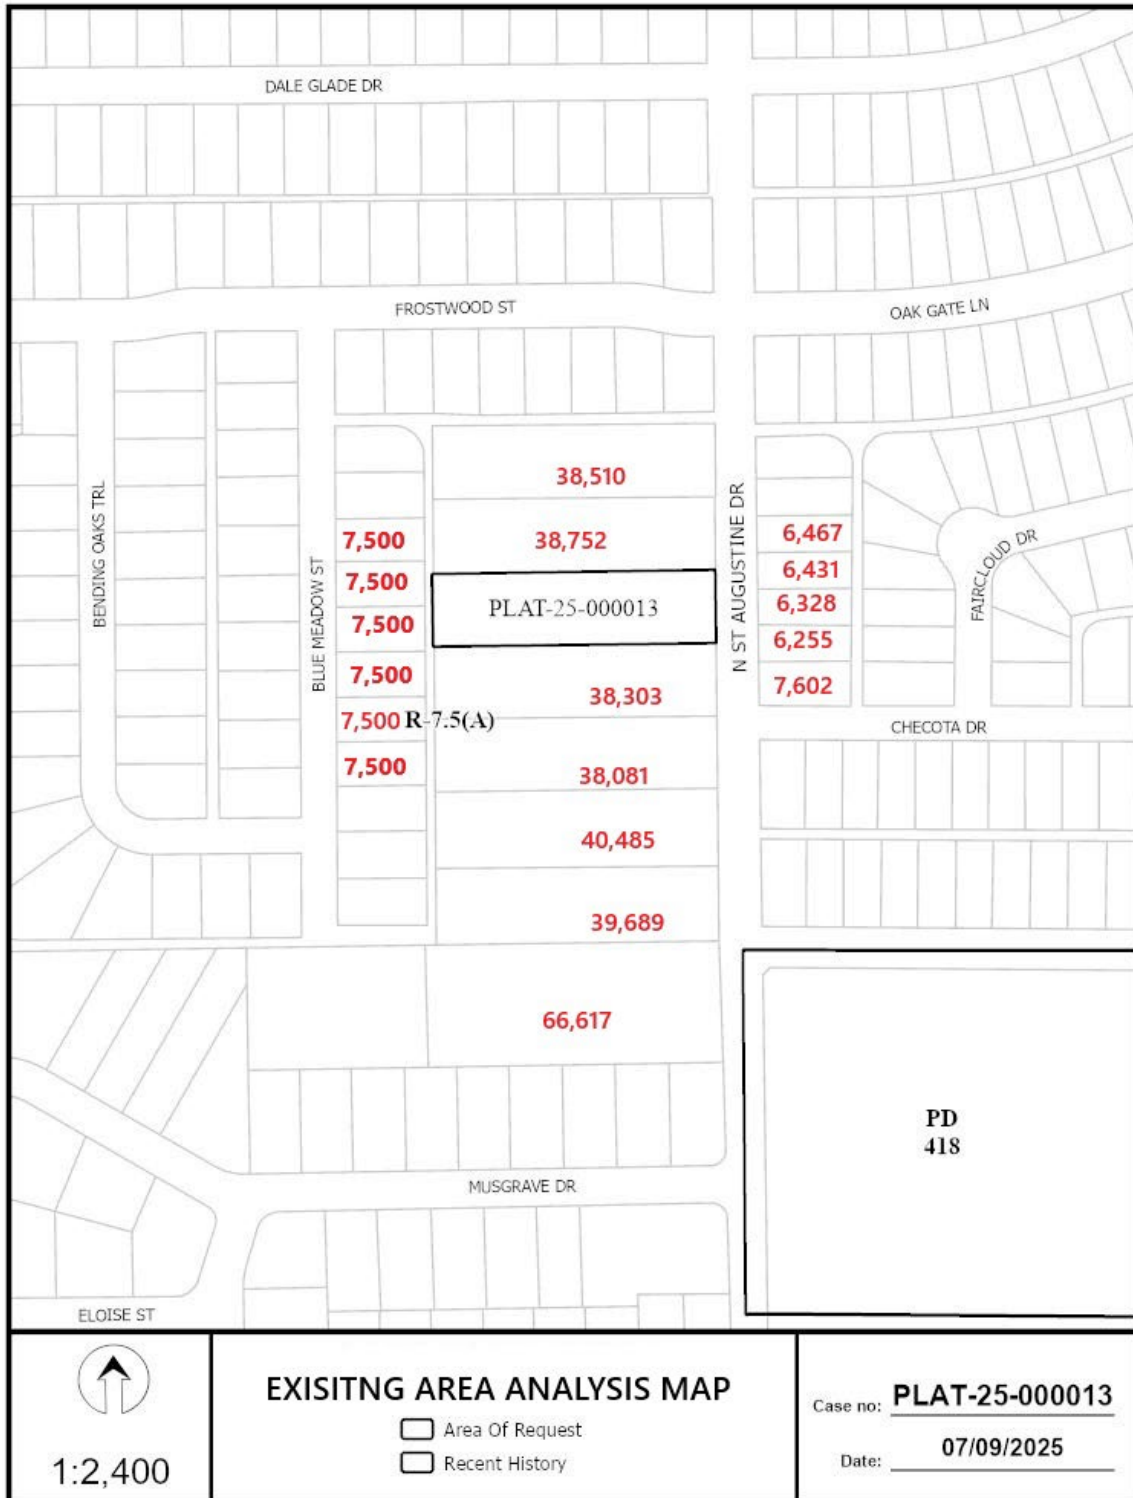 DALE GLADE DR
FROSTWOOD ST
OAK GATE LN
BENDING OAKS TRL
BLUE MEADOW ST
N ST AUGUSTINE DR
FAIRCLOUD DR
38,510
7,500
38,752
6,467
7,500
6,431
PLAT-25-000013
6,328
7,500
6,255
7,500
38,303
7,602
7,500
R-7.5(A)
CHECOTA DR
7,500
38,081
40,485
39,689
66,617
PD
418
MUSGRAVE DR
ELOISE ST
1:2,400
EXISITNG AREA ANALYSIS MAP
Area Of Request
Recent History
Case no: PLAT-25-000013
Date: 07/09/2025